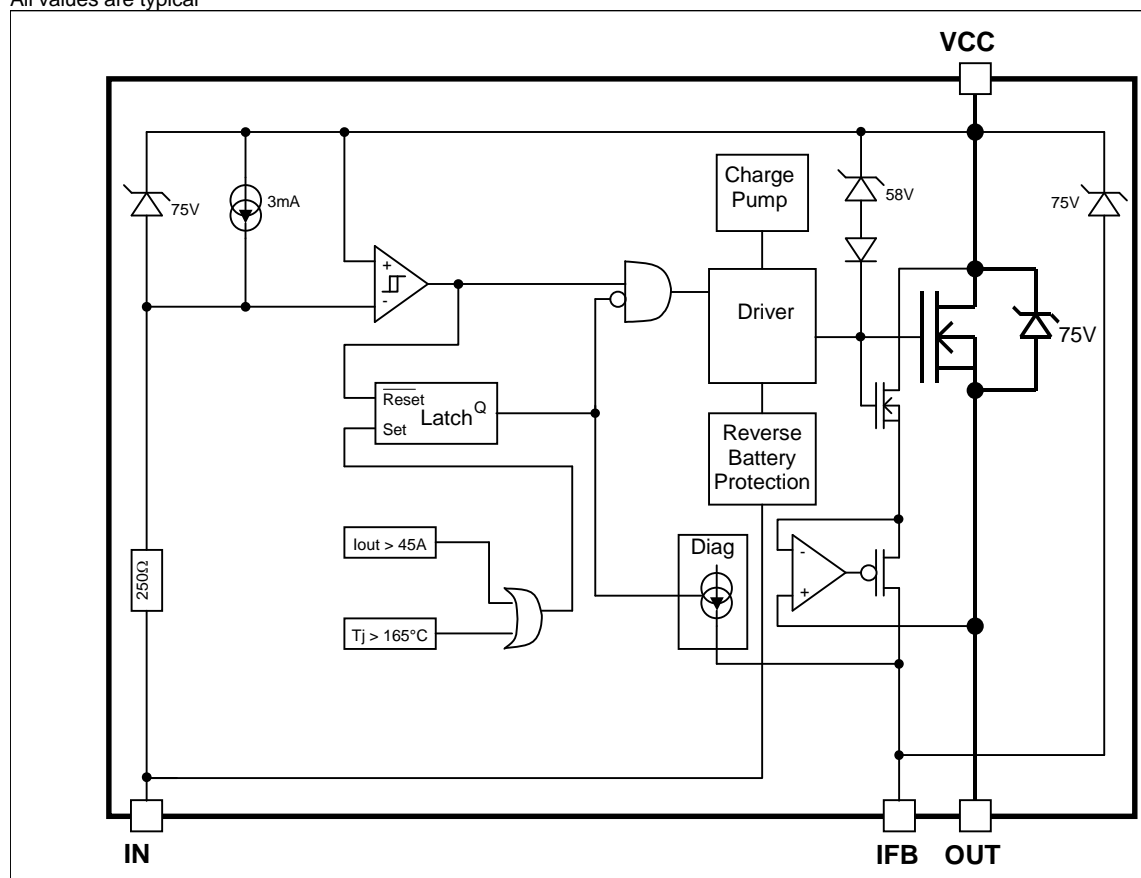 All values are typical
VCC
75V
3mA
Charge
Pump
58V
75V
+
-
Driver
75V
Reset
Latch
Q
Set
Reverse
Battery
Protection
Iout > 45A
Diag
-
+
250Ω
Tj > 165°C
IN
IFB
OUT